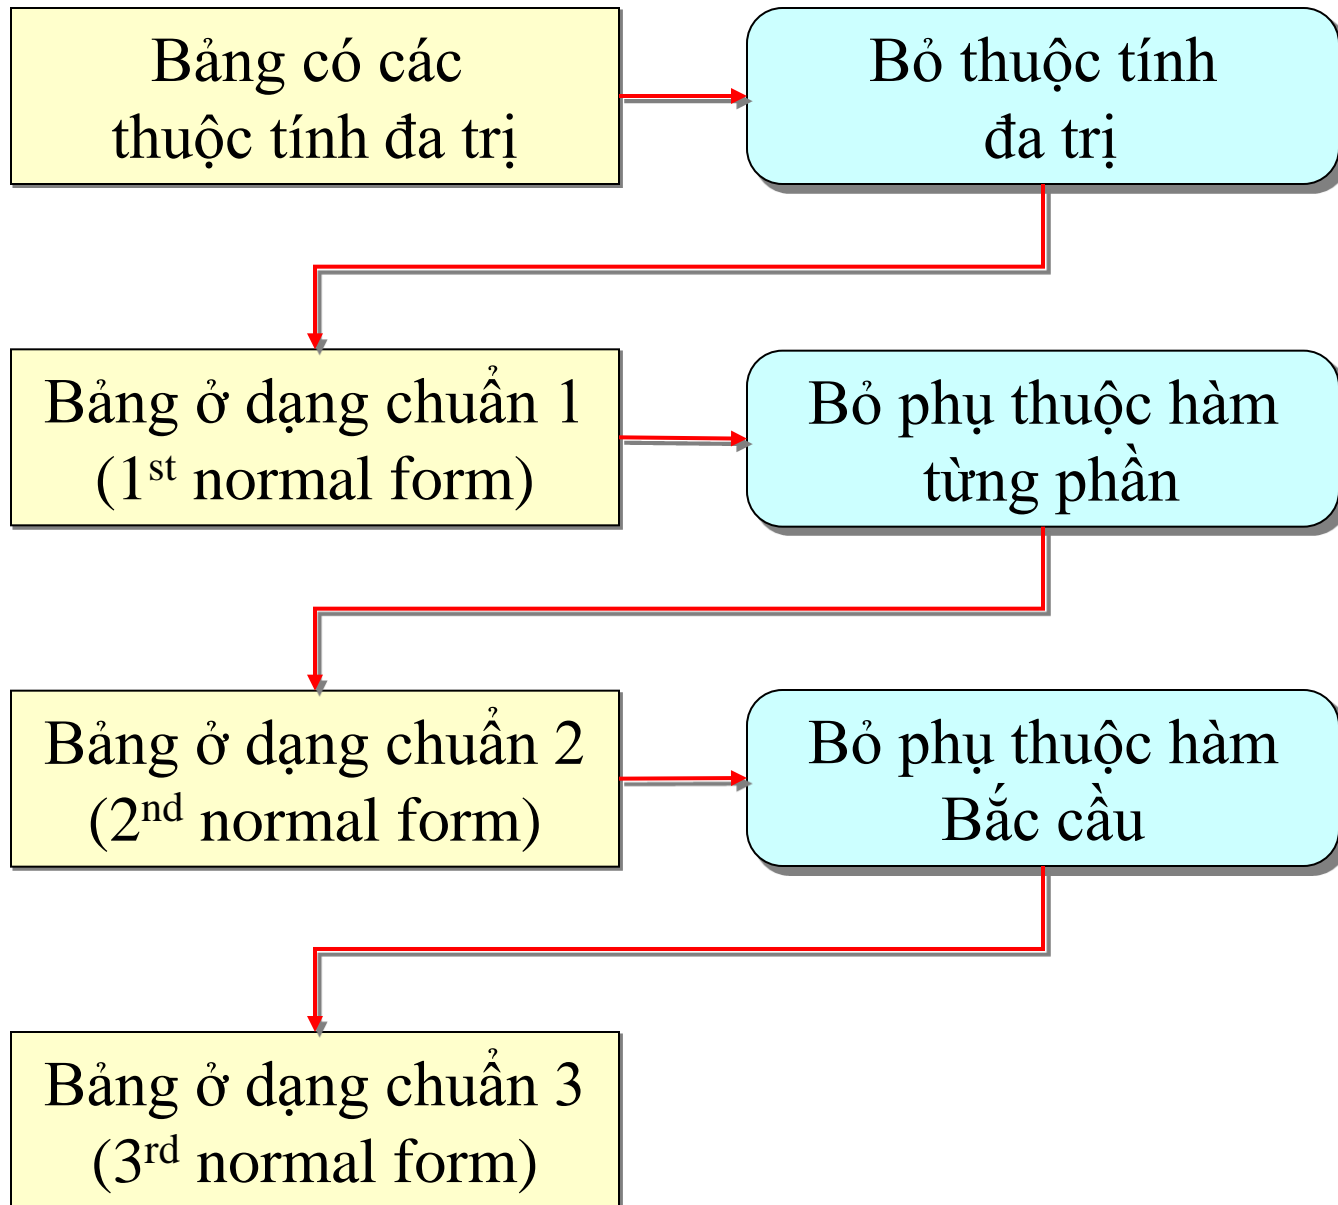 Bảng có các
thuộc tính đa trị
Bỏ thuộc tính
đa trị
Bảng ở dạng chuẩn 1
(1st normal form)
Bỏ phụ thuộc hàm
từng phần
Bảng ở dạng chuẩn 2
(2nd normal form)
Bỏ phụ thuộc hàm
Bắc cầu
Bảng ở dạng chuẩn 3
(3rd normal form)